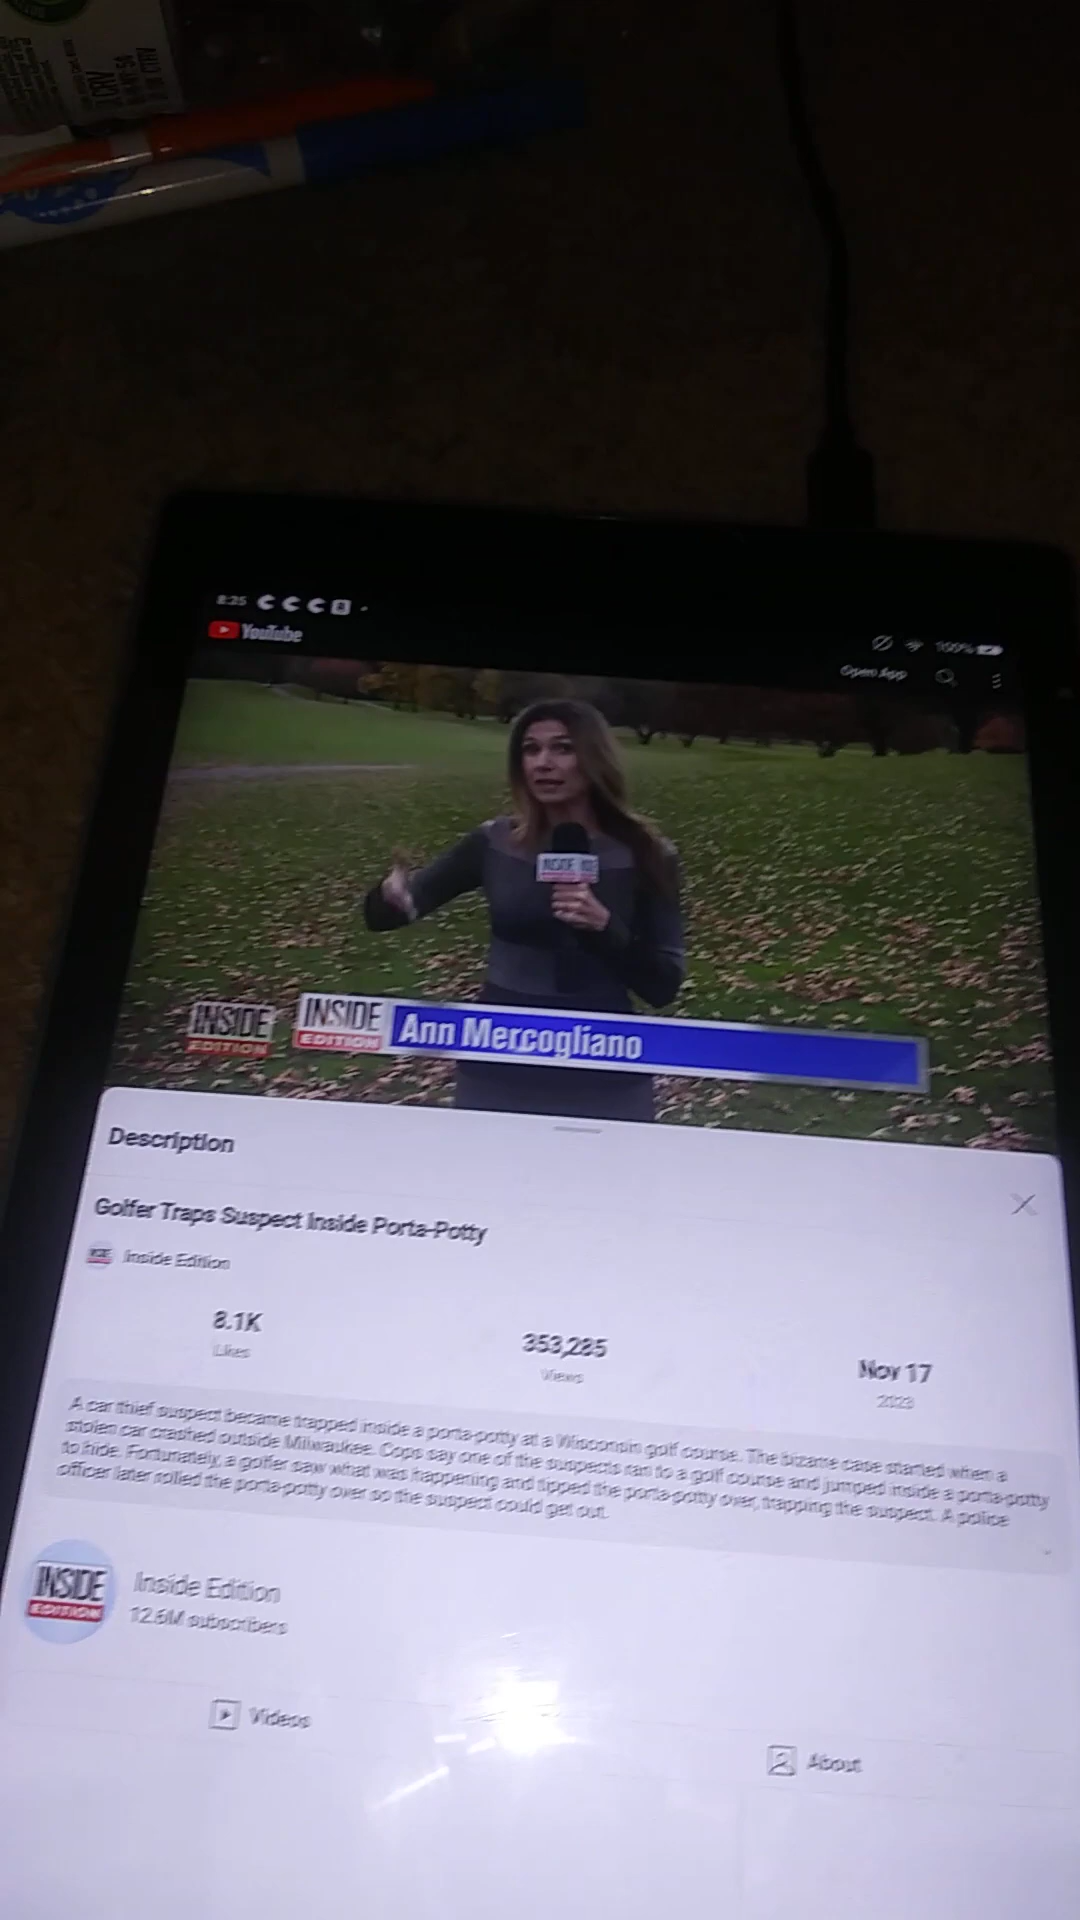 CRV
8:25
100%
YouTube
Open App
INSIDE
EDITION
INSIDE
EDITION
Ann Mercogliano
Description
Golfer Traps Suspect Inside Porta-Potty
Inside Edition
8.1K
353,285
Nov 17
Likes
Views
2023
A car thief suspect became trapped inside a porta-potty at a Wisconsin golf course. The bizarre case started when a
stolen car crashed outside Milwaukee. Cops say one of the suspects ran to a golf course and jumped inside a porta-potty
to hide. Fortunately, a golfer saw what was happening and tipped the porta-potty over, trapping the suspect. A police
officer later rolled the porta-potty over so the suspect could get out.
INSIDE
EDITION
Inside Edition
12.6M subscribers
Videos
About